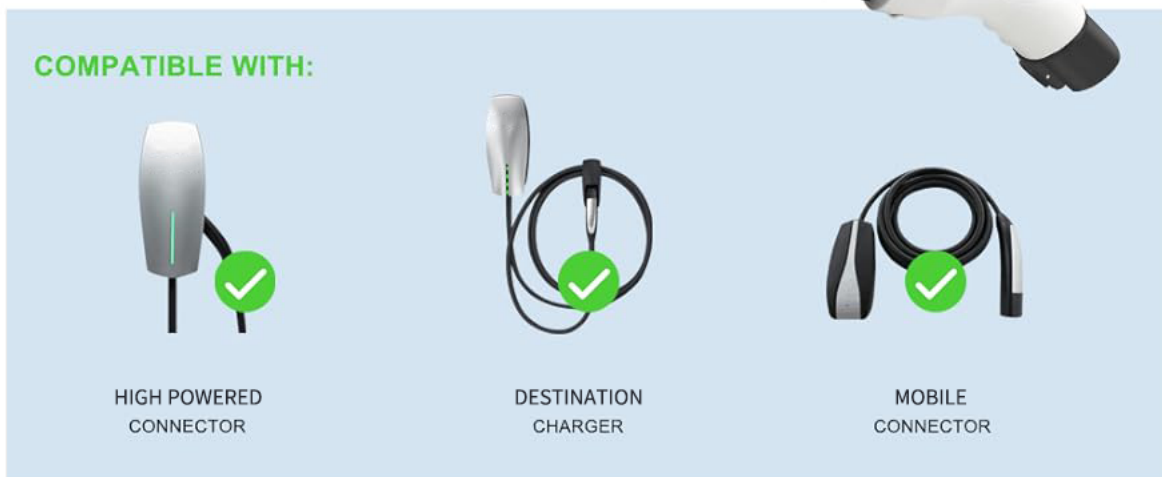 COMPATIBLE WITH:
HIGH POWERED
CONNECTOR
DESTINATION
CHARGER
MOBILE
CONNECTOR